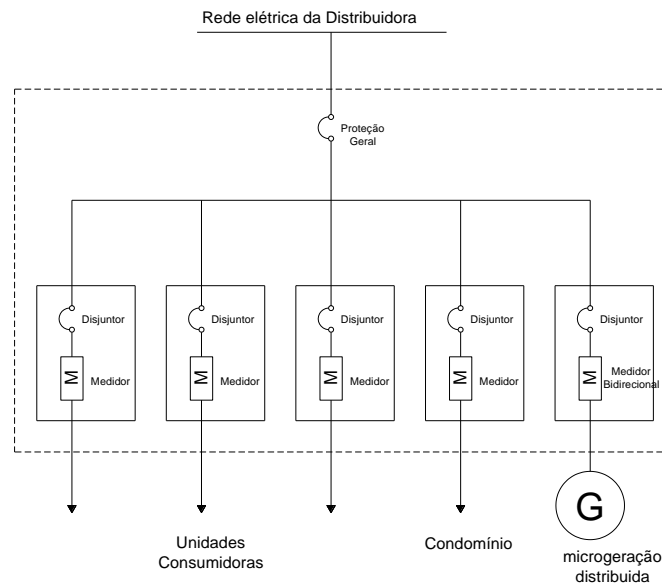 Rede elétrica da Distribuidora
Proteção
Geral
Disjuntor
Disjuntor
Disjuntor
Disjuntor
Disjuntor
M
Medidor
M
Medidor
M
Medidor
M
Medidor
M
Medidor
Bidirecional
G
Unidades
Consumidoras
Condomínio
microgeração
distribuida